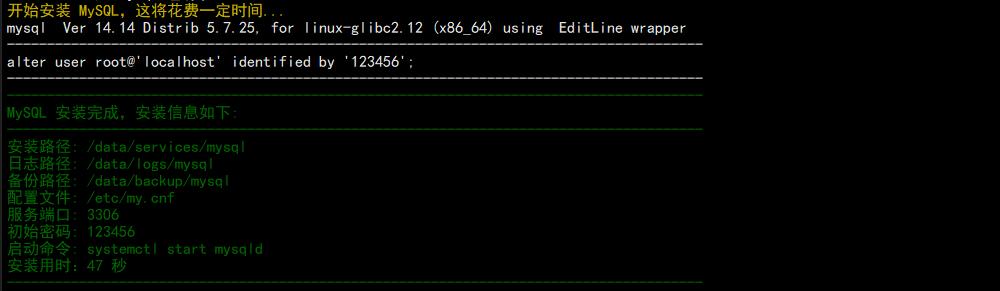 开始安装 MySQL，这将花费一定时间...
mysql  Ver 14.14 Distrib 5.7.25, for linux-glibc2.12 (x86_64) using  EditLine wrapper
---------------------------------------------------------------------------------------
alter user root@'localhost' identified by '123456';
---------------------------------------------------------------------------------------
---------------------------------------------------------------------------------------
MySQL 安装完成，安装信息如下:
---------------------------------------------------------------------------------------
安装路径: /data/services/mysql
日志路径: /data/logs/mysql
备份路径: /data/backup/mysql
配置文件: /etc/my.cnf
服务端口: 3306
初始密码: 123456
启动命令: systemctl start mysqld
安装用时：47 秒
---------------------------------------------------------------------------------------